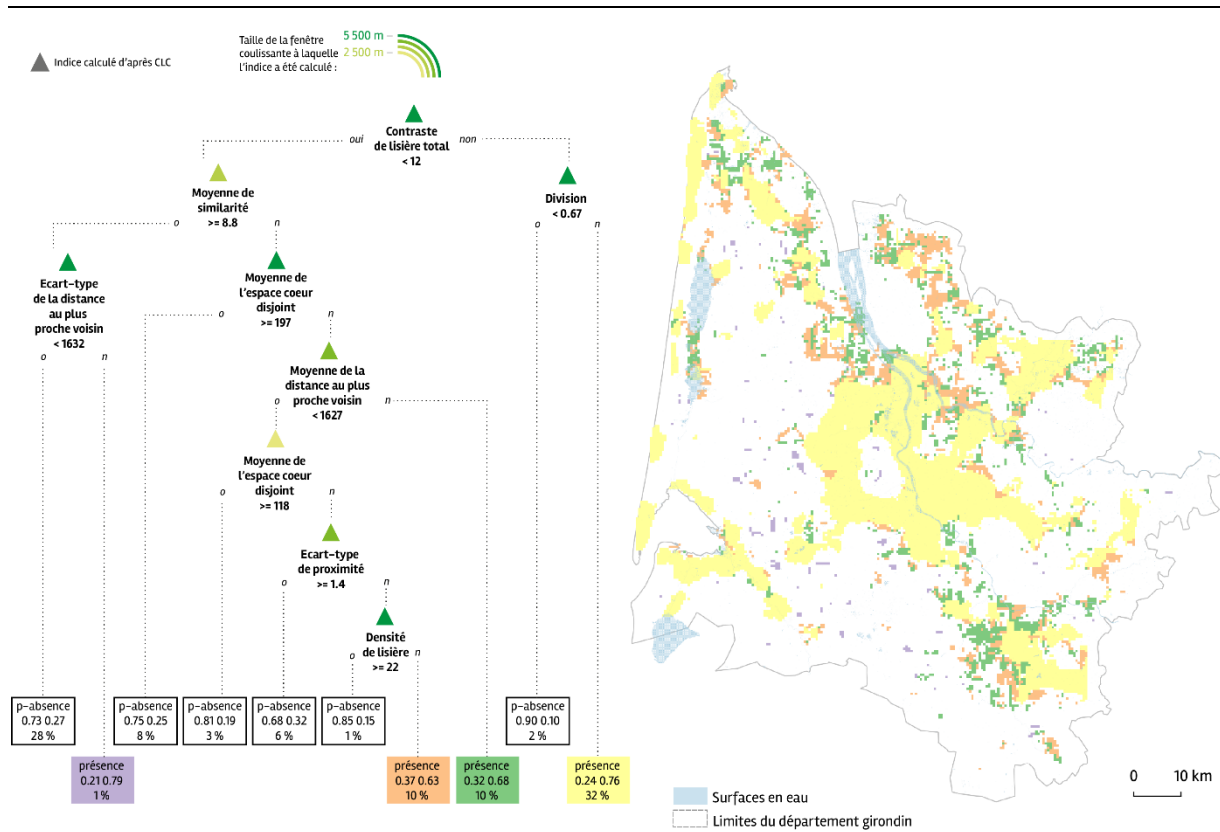 Indice calculé d'après CLC
Taille de la fenêtre
coulissante à laquelle
l'indice a été calculé :
5 500 m
2 500 m
oui
Contraste
de lisière total
< 12
non
Moyenne de
similarité
>= 8.8
o
n
Division
< 0.67
o
n
Ecart-type
de la distance
au plus
proche voisin
< 1632
o
n
Moyenne de
l'espace coeur
disjoint
>= 197
o
n
Moyenne de la
distance au plus
proche voisin
< 1627
o
n
Moyenne de
l'espace coeur
disjoint
>= 118
o
n
Ecart-type
de proximité
>= 1.4
o
n
Densité
de lisière
>= 22
o
n
p-absence
0.73 0.27
28 %
p-absence
0.75 0.25
8 %
p-absence
0.81 0.19
3 %
p-absence
0.68 0.32
6 %
p-absence
0.85 0.15
1 %
p-absence
0.90 0.10
2 %
présence
0.21 0.79
1 %
présence
0.37 0.63
10 %
présence
0.32 0.68
10 %
présence
0.24 0.76
32 %
0 10 km
Surfaces en eau
Limites du département girondin